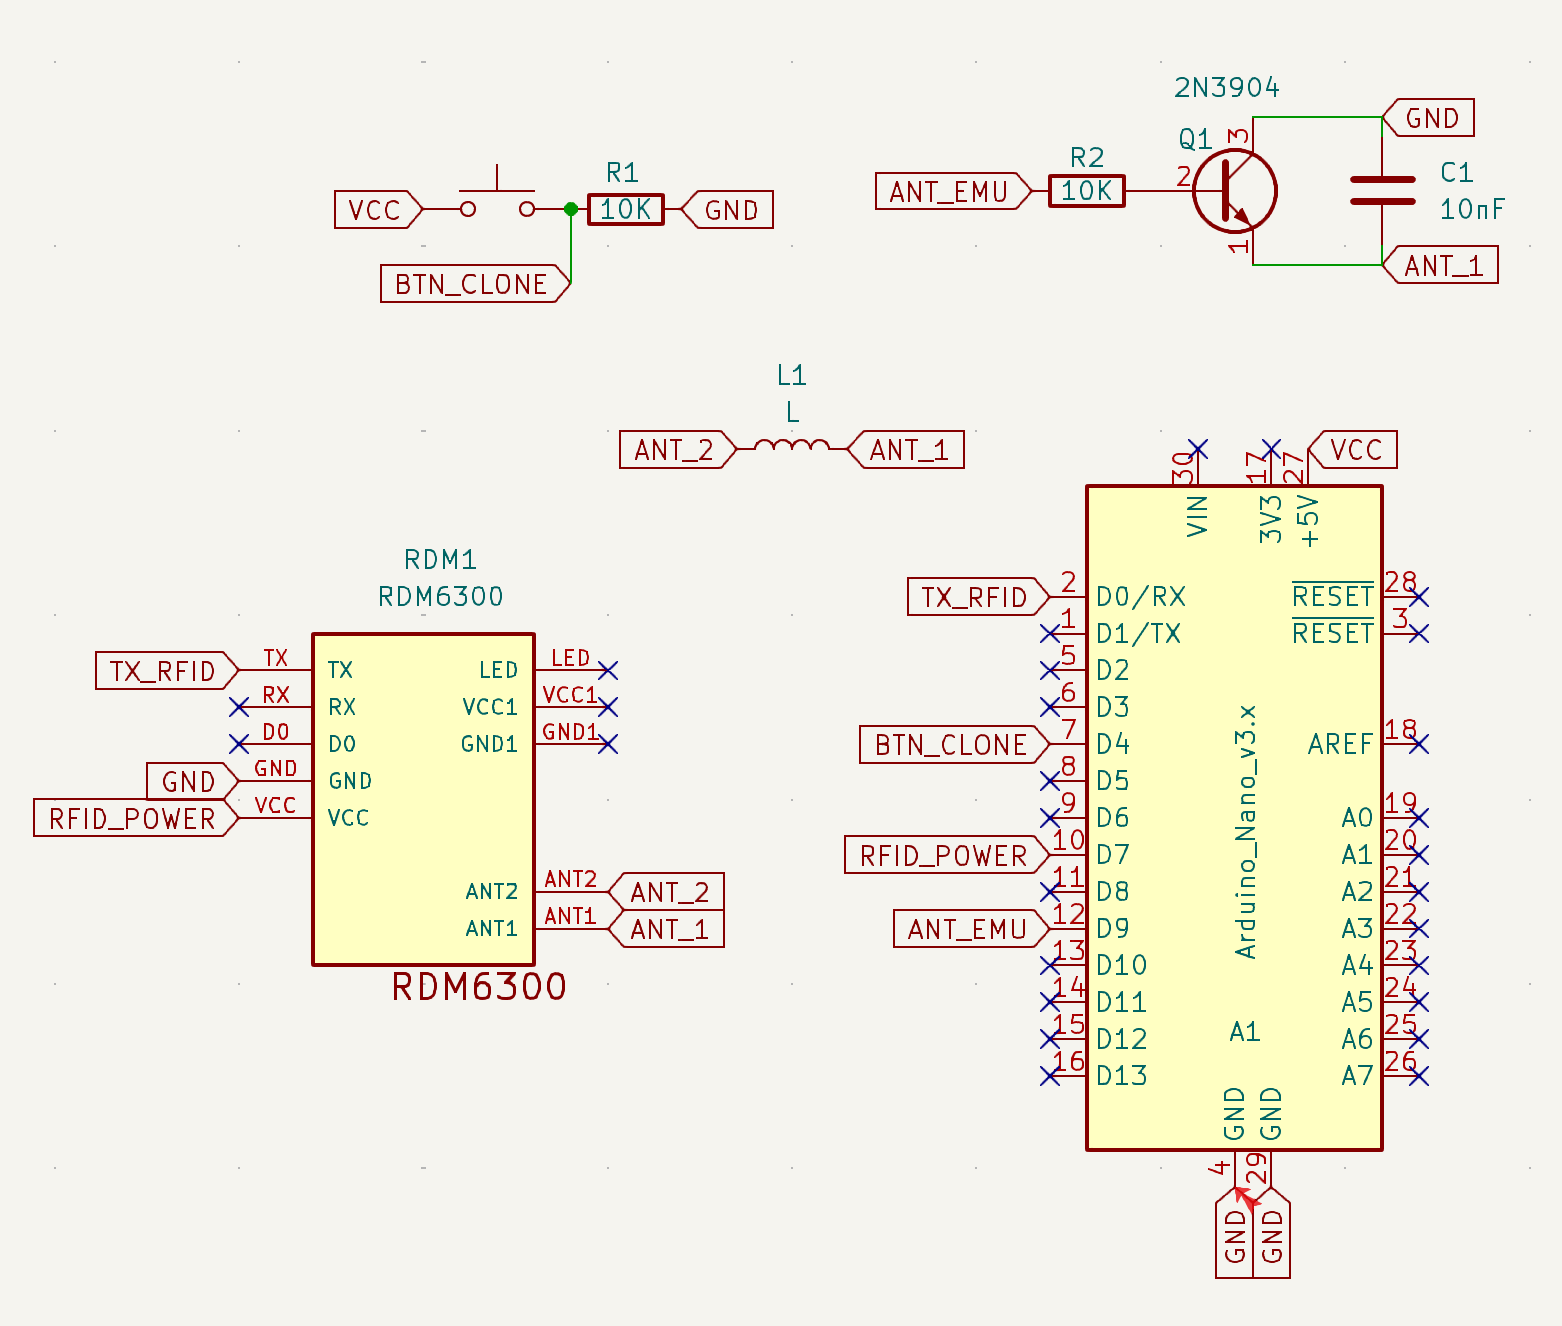 2N3904
GND
3
Q1
R1
R2
C1
VCC
10K
GND
ANT_EMU
10K
2
10nF
1
BTN_CLONE
ANT_1
L1
L
ANT_2
ANT_1
30
17
27
VCC
VIN
3V3
+5V
RDM1
RDM6300
TX_RFID
2
D0/RX
RESET
28
1
D1/TX
RESET
3
TX_RFID
TX
TX
LED
LED
5
D2
RX
RX
VCC1
VCC1
6
D3
D0
D0
GND1
GND1
BTN_CLONE
7
D4
AREF
18
GND
GND
GND
8
D5
RFID_POWER
VCC
VCC
9
D6
A0
19
RFID_POWER
10
D7
A1
20
ANT2
ANT2
ANT_2
11
D8
A2
21
ANT1
ANT1
ANT_1
ANT_EMU
12
D9
A3
22
Arduino_Nano_v3.x
RDM6300
13
D10
A4
23
14
D11
A5
24
15
D12
A1
A6
25
16
D13
A7
26
GND
GND
4
29
GND
GND